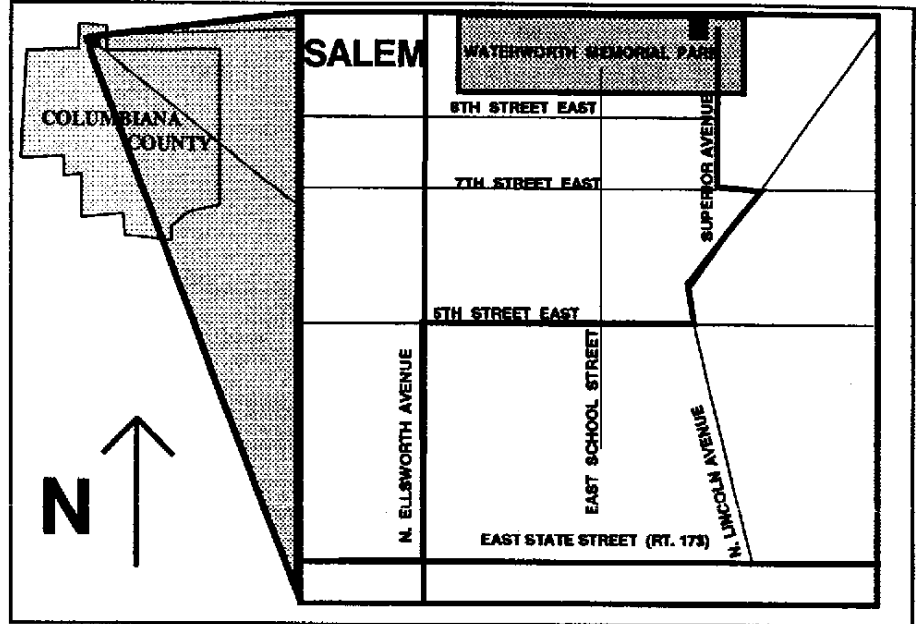 SALEM
WATERWORTH MEMORIAL PARK
COLUMBIANA
COUNTY
8TH STREET EAST
7TH STREET EAST
SUPERIOR AVENUE
5TH STREET EAST
N. ELLSWORTH AVENUE
EAST SCHOOL STREET
N. LINCOLN AVENUE
N
EAST STATE STREET (RT. 173)